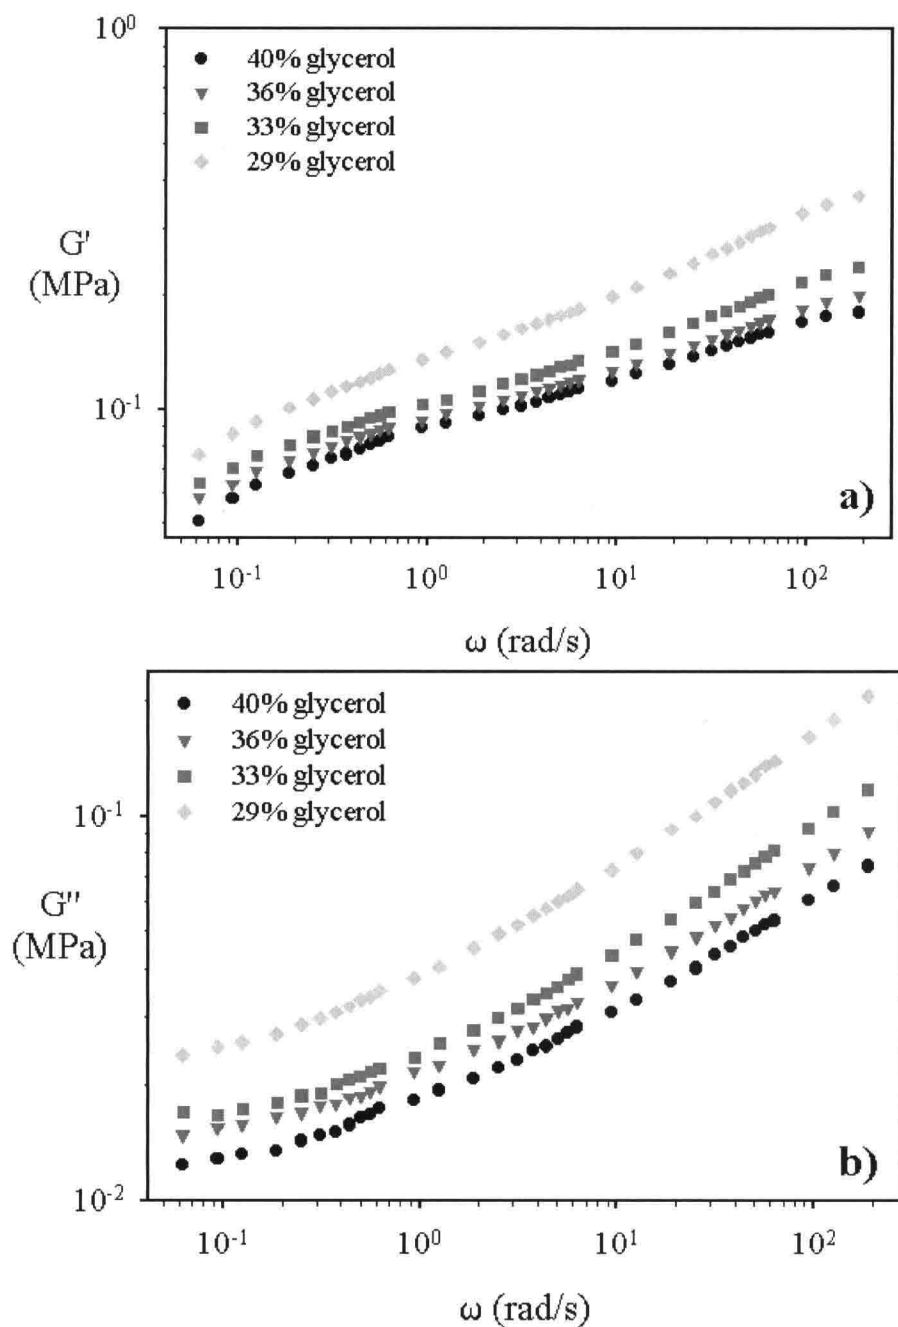 10⁰
40% glycerol
36% glycerol
33% glycerol
29% glycerol
G'
(MPa)
10⁻¹
a)
10⁻¹ 10⁰ 10¹ 10²
ω (rad/s)
40% glycerol
36% glycerol
33% glycerol
29% glycerol
10⁻¹
G''
(MPa)
b)
10⁻²
10⁻¹ 10⁰ 10¹ 10²
ω (rad/s)